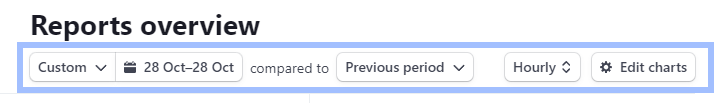 Reports overview
Custom 28 Oct–28 Oct compared to Previous period Hourly Edit charts